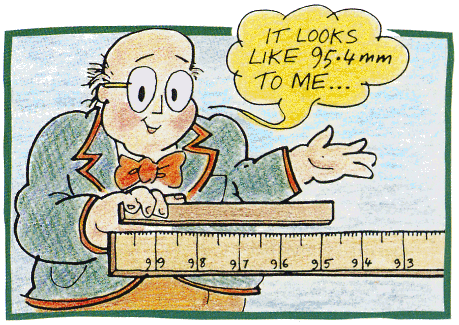 IT LOOKS
LIKE 95.4mm
TO ME...
99 98 97 96 95 94 93